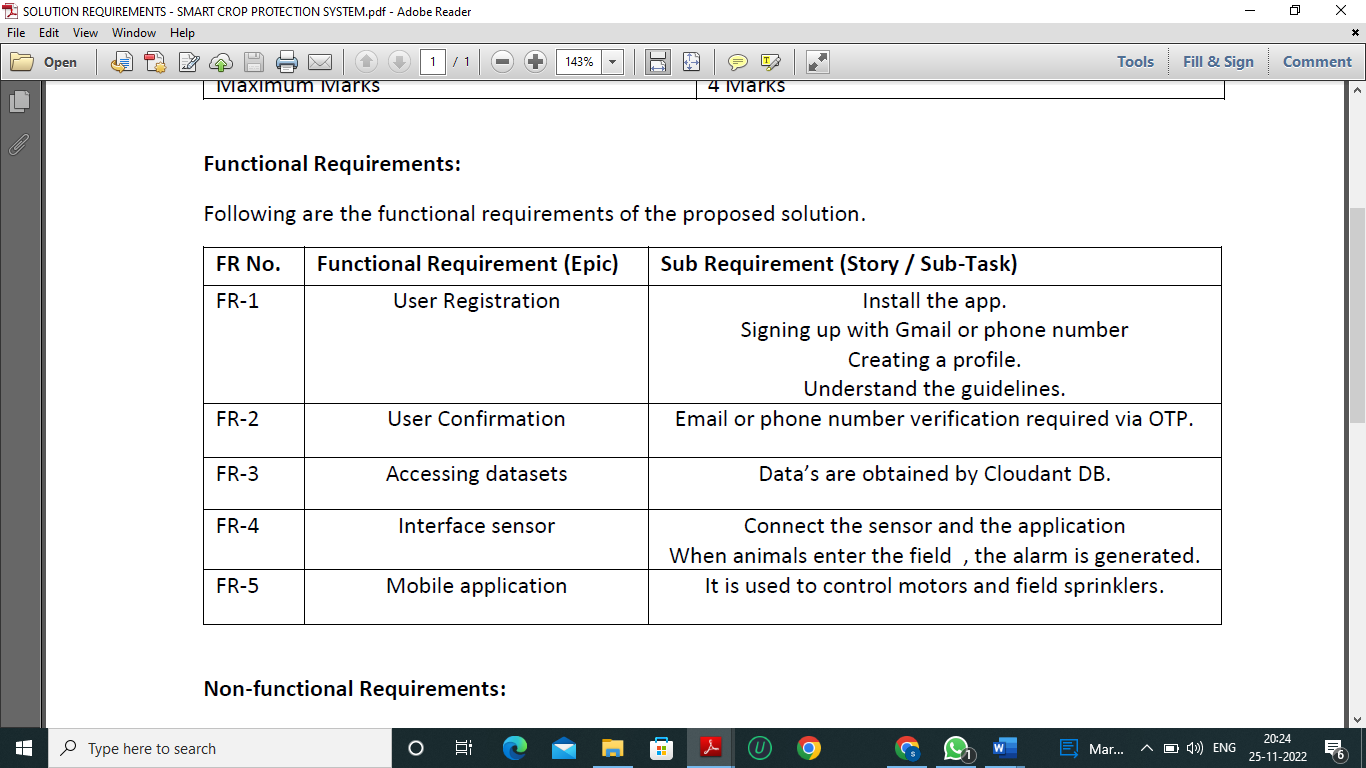 SOLUTION REQUIREMENTS - SMART CROP PROTECTION SYSTEM.pdf - Adobe Reader
File Edit View Window Help
Open 1 / 1 143% Tools Fill & Sign Comment
Maximum Marks 4 Marks
Functional Requirements:
Following are the functional requirements of the proposed solution.
FR No. Functional Requirement (Epic) Sub Requirement (Story / Sub-Task)
FR-1 User Registration Install the app.
Signing up with Gmail or phone number
Creating a profile.
Understand the guidelines.
FR-2 User Confirmation Email or phone number verification required via OTP.
FR-3 Accessing datasets Data’s are obtained by Cloudant DB.
FR-4 Interface sensor Connect the sensor and the application
When animals enter the field , the alarm is generated.
FR-5 Mobile application It is used to control motors and field sprinklers.
Non-functional Requirements:
Type here to search S 1 W Mar... ENG 20:24
25-11-2022 6